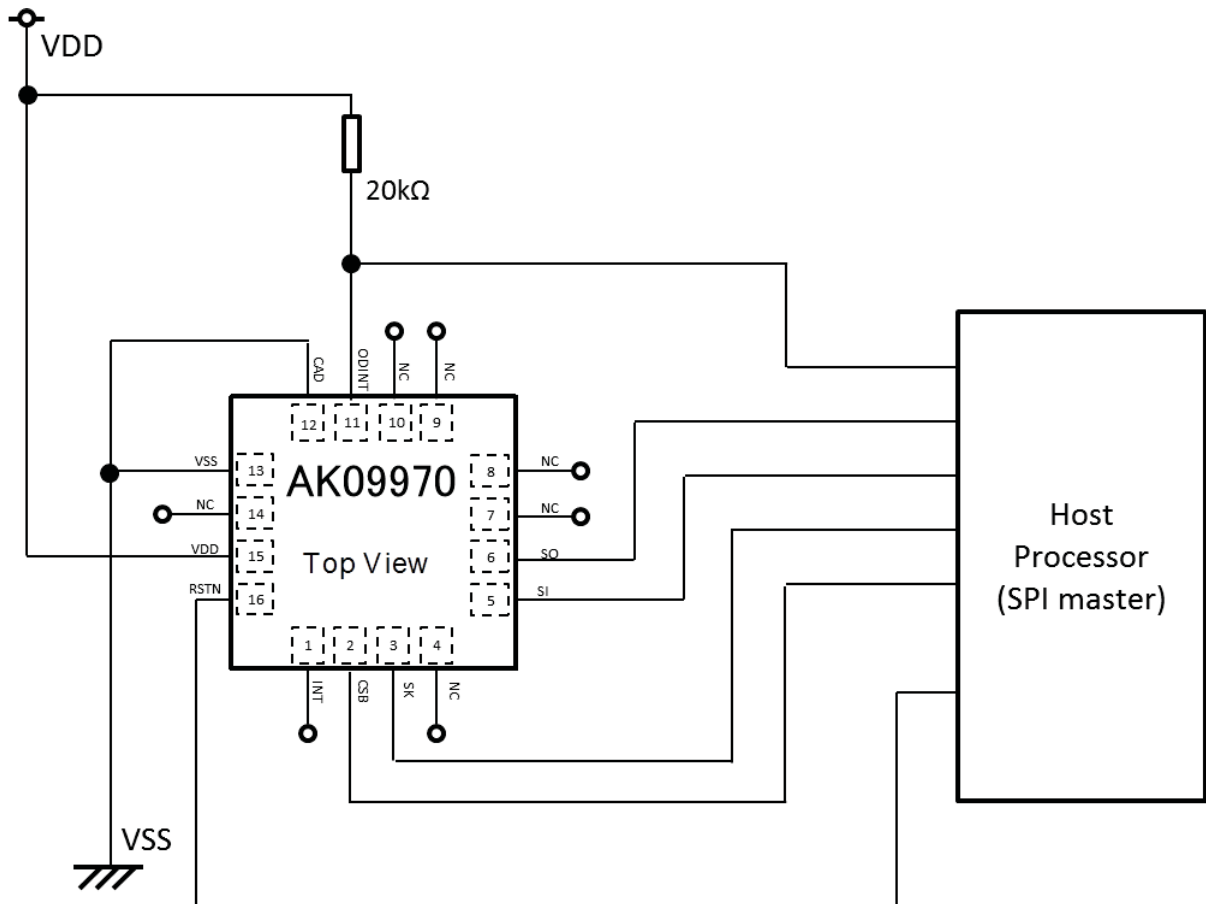 VDD
20kΩ
CAD
ODINT
NC
NC
12
11
10
9
VSS
13
AK09970
8
NC
NC
14
7
NC
VDD
15
Top View
6
SO
RSTN
16
5
SI
1
2
3
4
INT
CSB
SK
NC
Host
Processor
(SPI master)
VSS